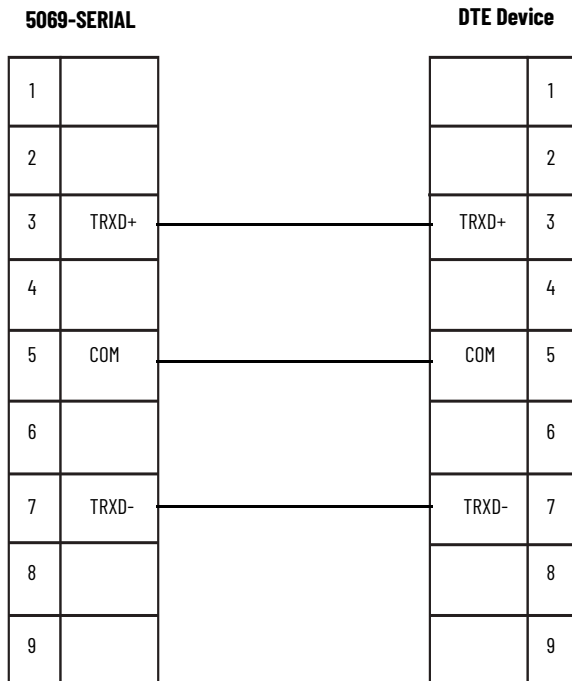 5069-SERIAL DTE Device
1 1
2 2
3 TRXD+ TRXD+ 3
4 4
5 COM COM 5
6 6
7 TRXD- TRXD- 7
8 8
9 9